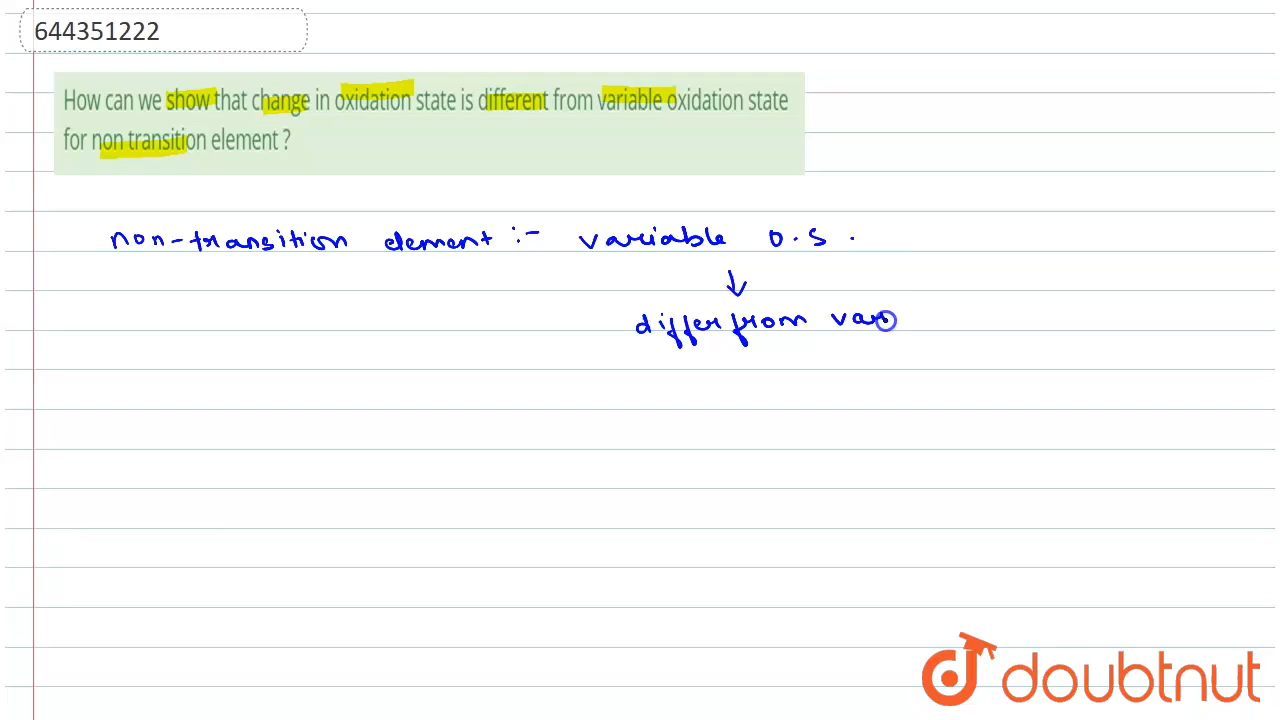 644351222
How can we show that change in oxidation state is different from variable oxidation state
for non transition element ?
non-transition element :- variable O.S.
↓
differ from var
doubtnut